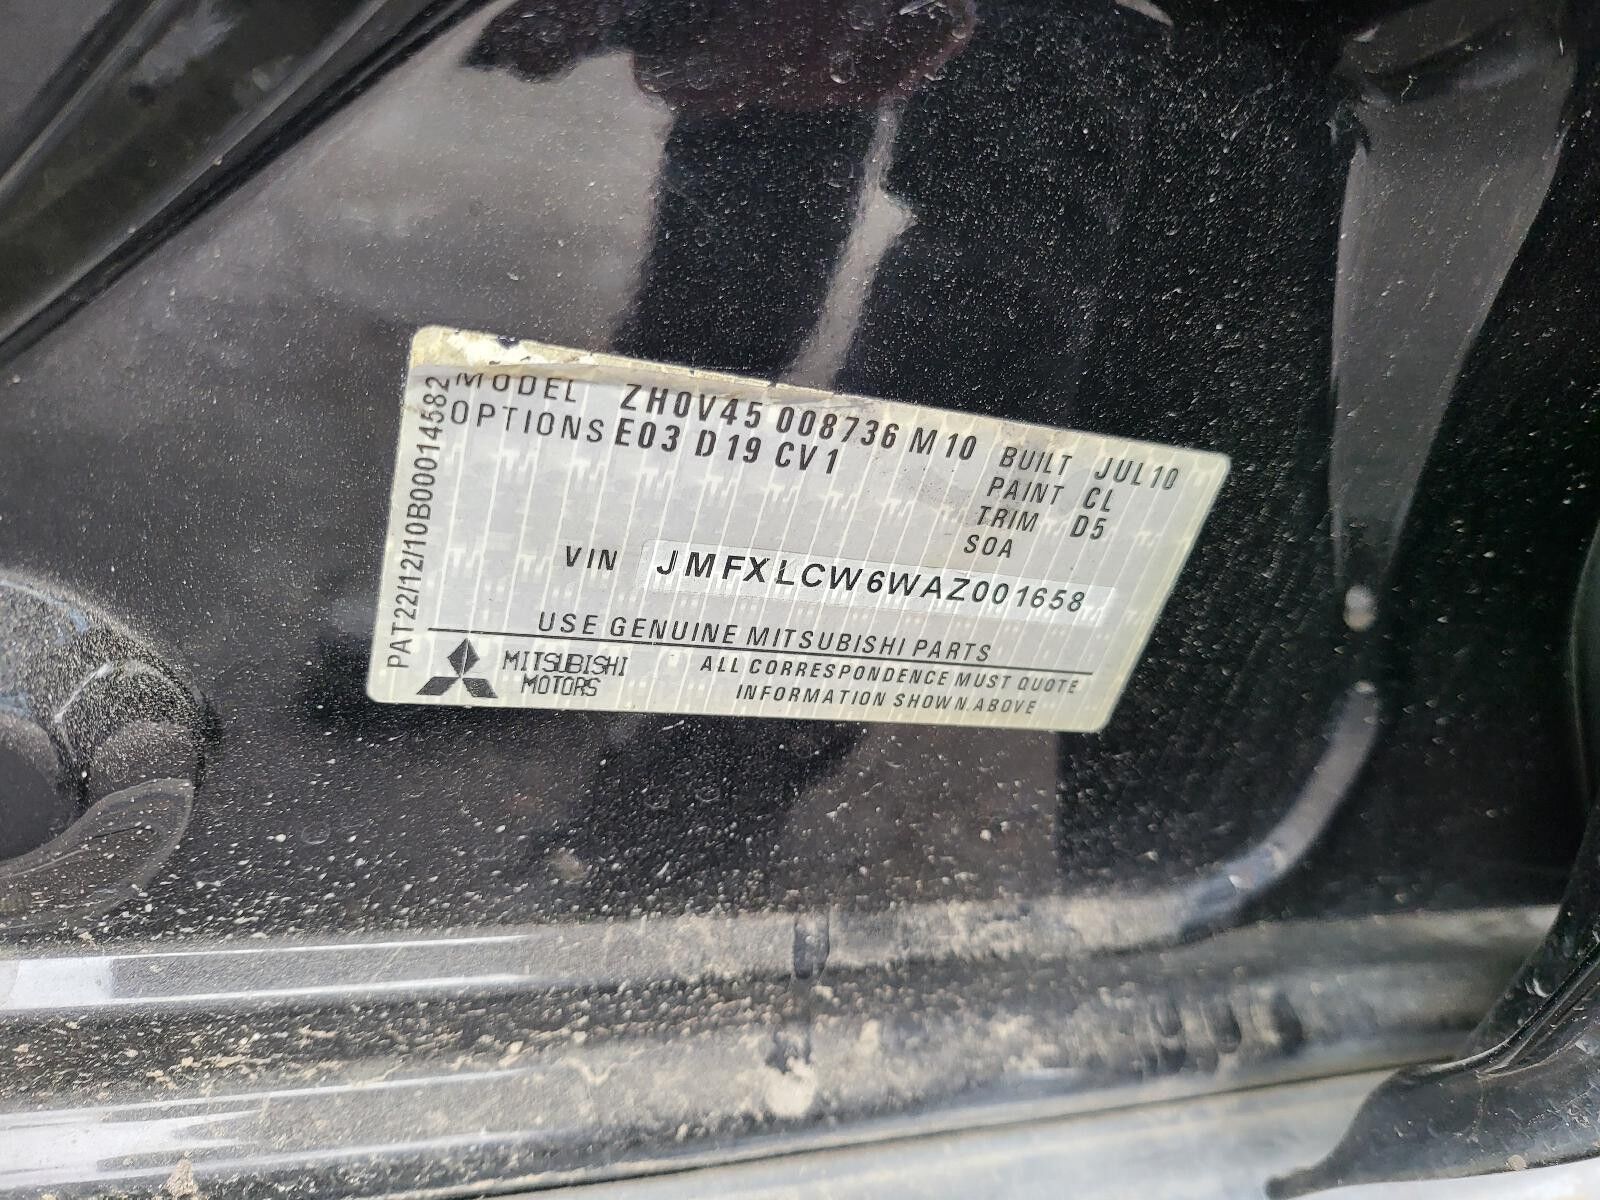 MODEL ZH0V45 008736 M10
OPTIONS E03 D19 CV1
BUILT JUL10
PAINT CL
TRIM D5
SOA
VIN JMFXLCW6WAZ001658
USE GENUINE MITSUBISHI PARTS
MITSUBISHI
MOTORS
ALL CORRESPONDENCE MUST QUOTE
INFORMATION SHOWN ABOVE
PAT22/12/10B00014582